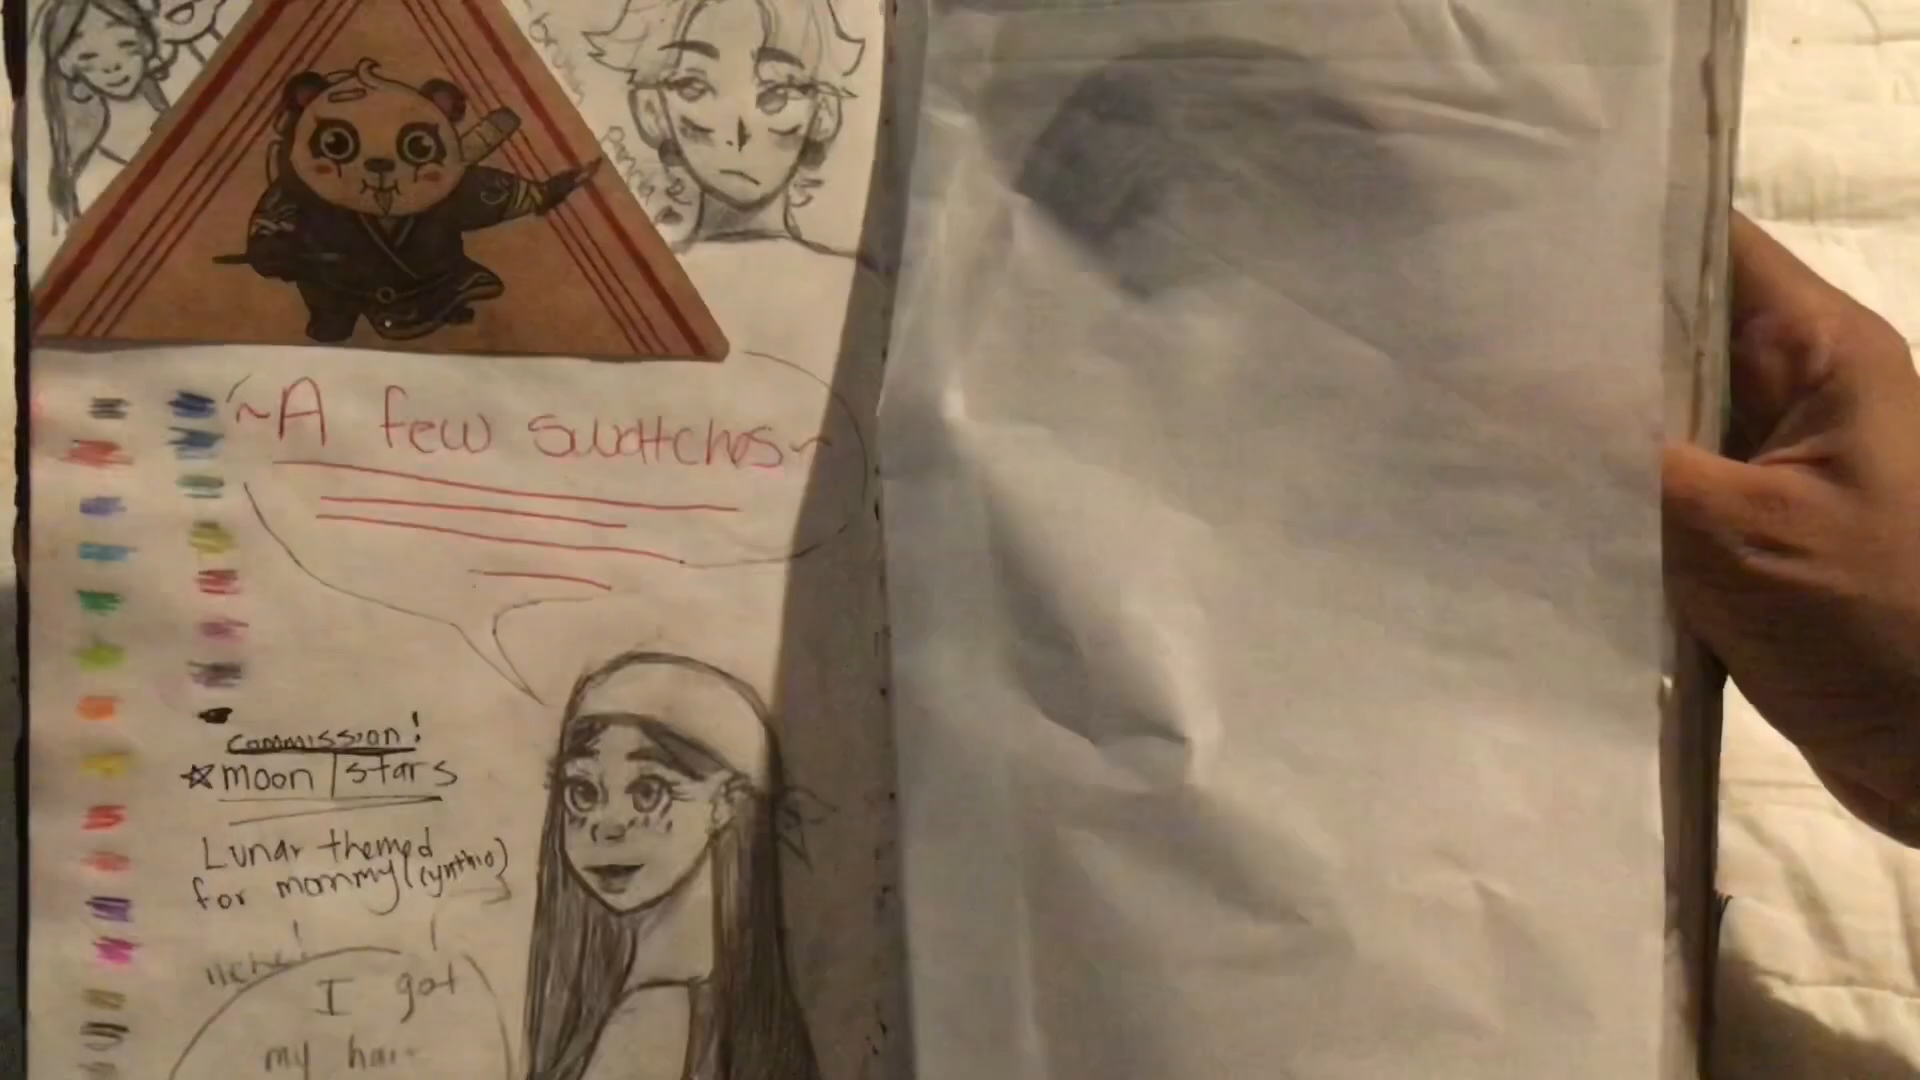 ~A few swatches~
commission!
☆moon/stars
Lunar themed
for mommy (cynthia)
I got
my hair